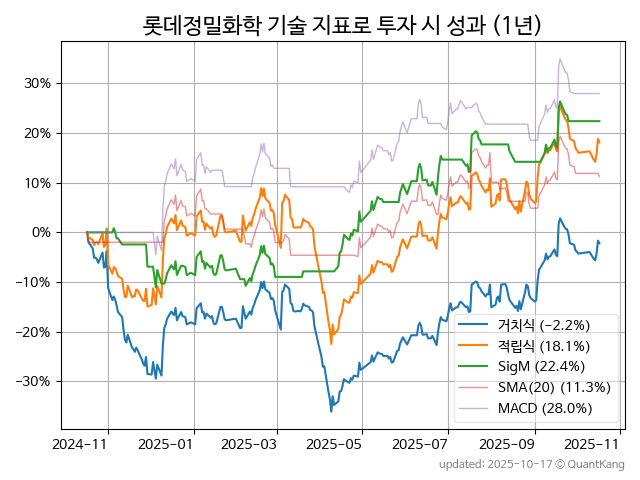 롯데정밀화학 기술 지표로 투자 시 성과 (1년)
30%
20%
10%
0%
−10%
−20%
−30%
2024-11
2025-01
2025-03
2025-05
2025-07
2025-09
2025-11
거치식 (−2.2%)
적립식 (18.1%)
SigM (22.4%)
SMA(20) (11.3%)
MACD (28.0%)
updated: 2025-10-17 © QuantKang